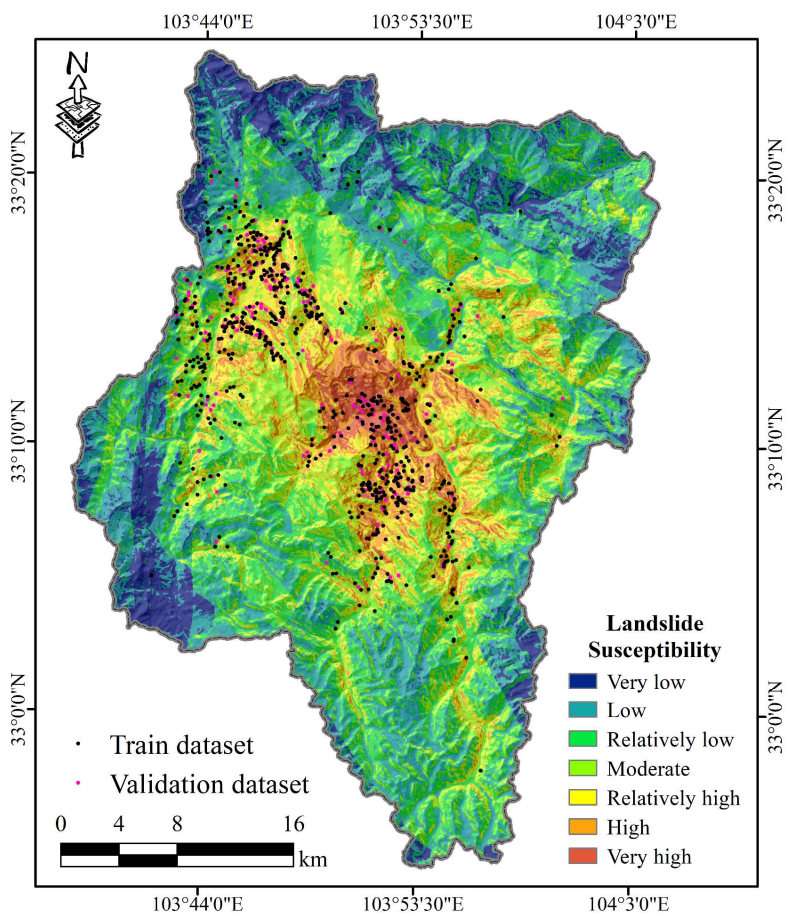 103°44'0"E 103°53'30"E 104°3'0"E
N
33°20'0"N
33°20'0"N
33°10'0"N
33°10'0"N
33°0'0"N
33°0'0"N
Landslide
Susceptibility
Very low
Low
Relatively low
Moderate
Relatively high
High
Very high
Train dataset
Validation dataset
0 4 8 16
km
103°44'0"E 103°53'30"E 104°3'0"E